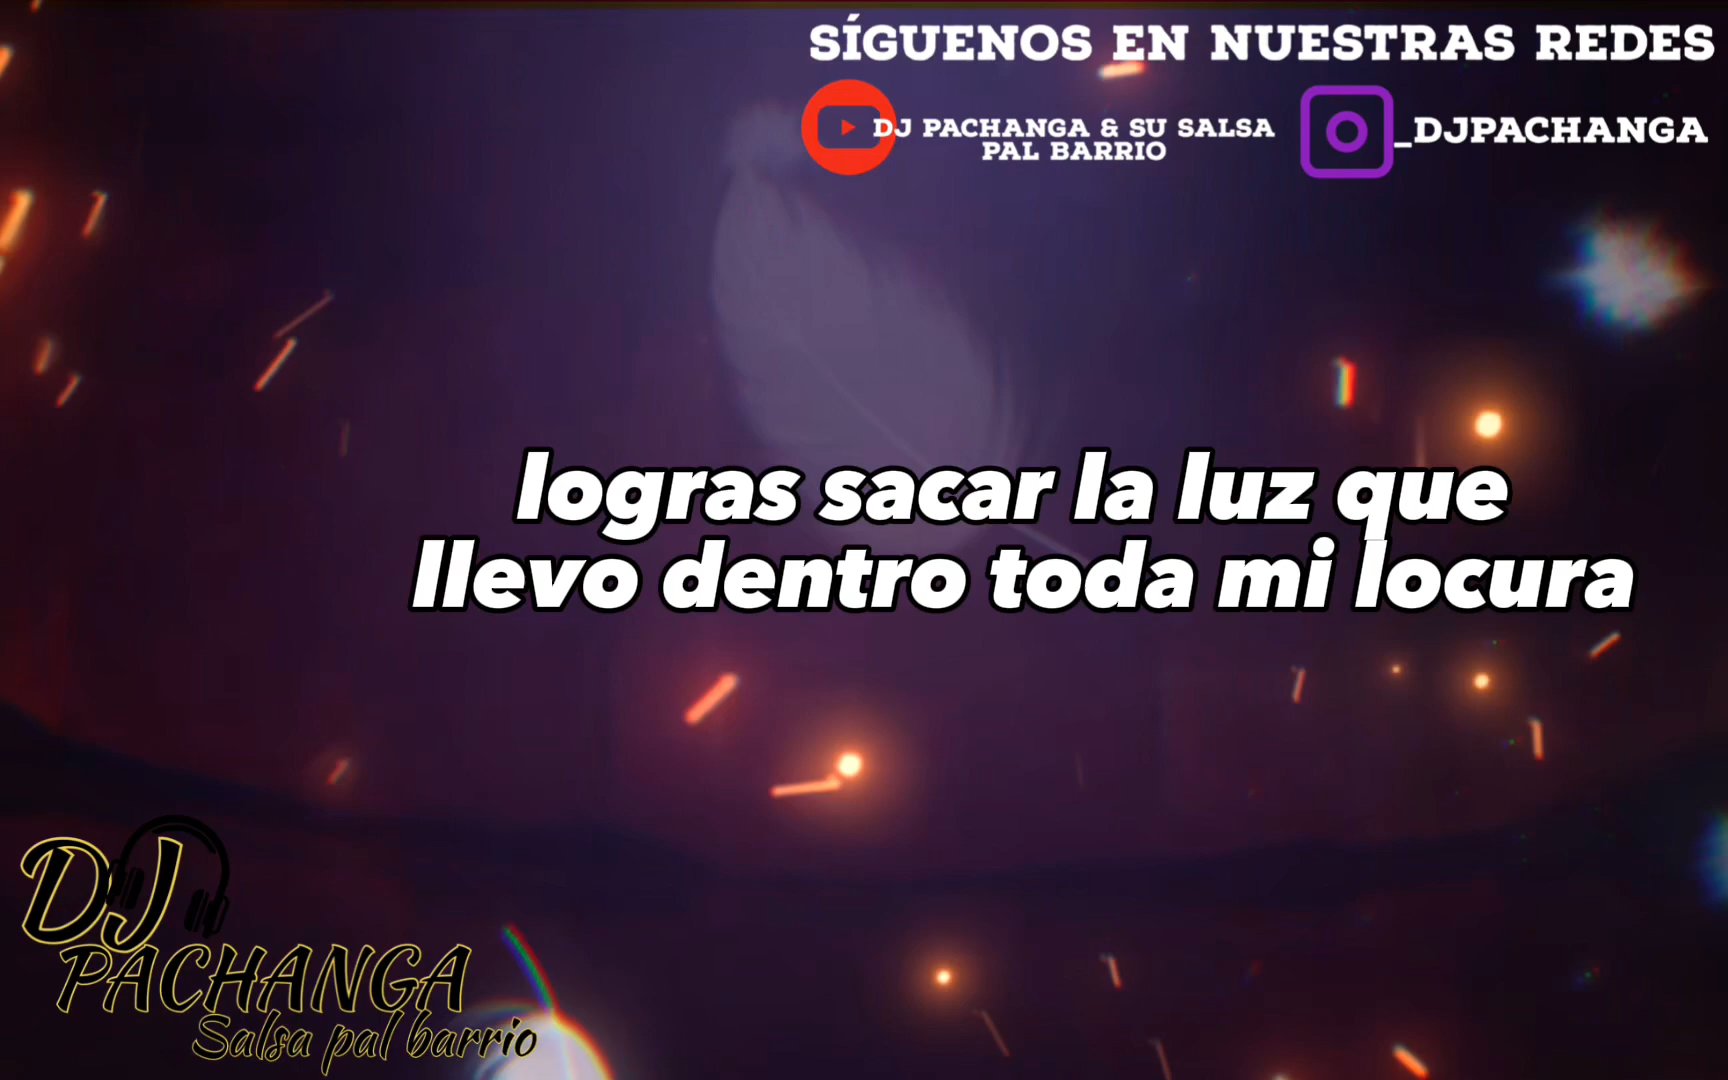 SÍGUENOS EN NUESTRAS REDES
DJ PACHANGA & SU SALSA
PAL BARRIO
_DJPACHANGA
logras sacar la luz que
llevo dentro toda mi locura
DJ
PACHANGA
Salsa pal barrio